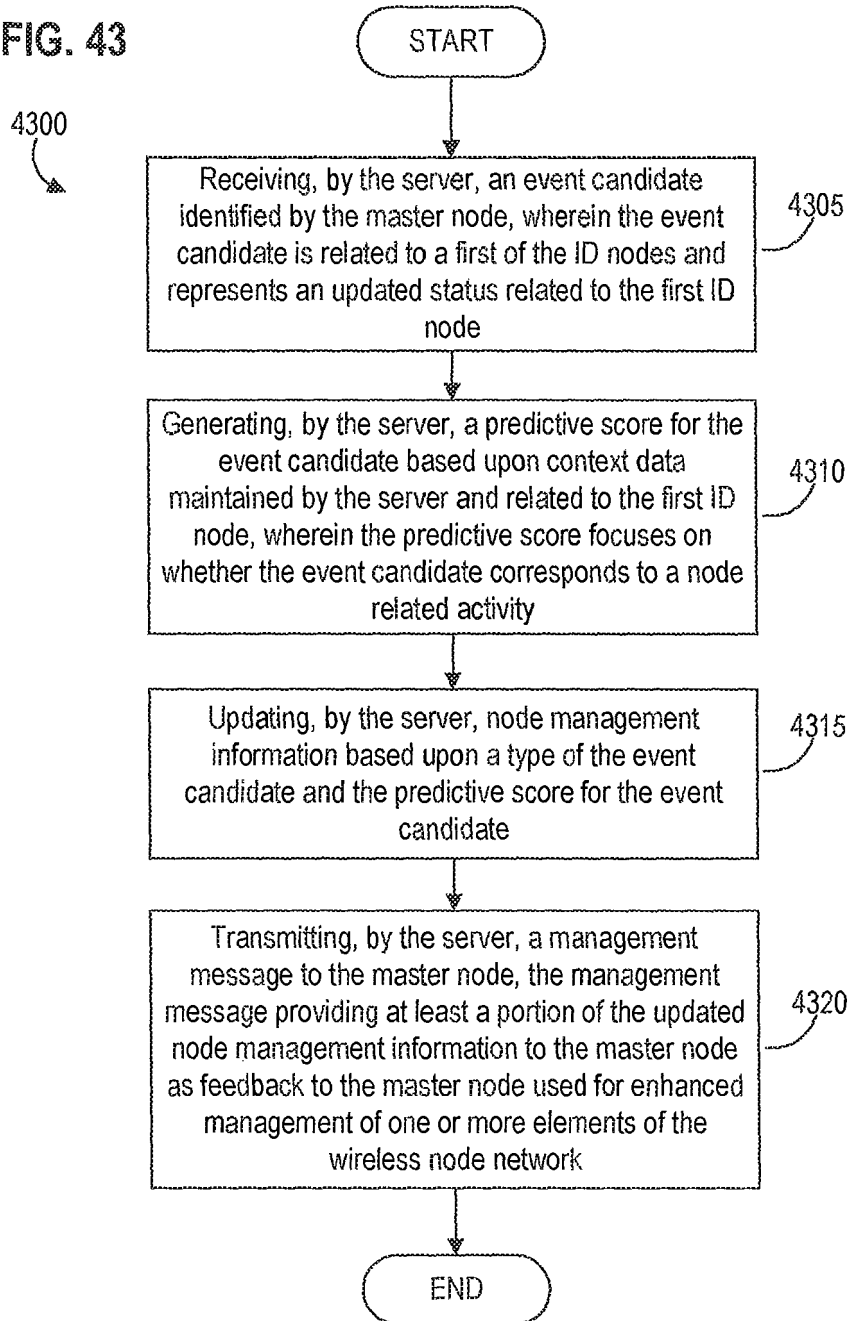 FIG. 43
START
4300
Receiving, by the server, an event candidate
identified by the master node, wherein the event
candidate is related to a first of the ID nodes and
represents an updated status related to the first ID
node
4305
Generating, by the server, a predictive score for the
event candidate based upon context data
maintained by the server and related to the first ID
node, wherein the predictive score focuses on
whether the event candidate corresponds to a node
related activity
4310
Updating, by the server, node management
information based upon a type of the event
candidate and the predictive score for the event
candidate
4315
Transmitting, by the server, a management
message to the master node, the management
message providing at least a portion of the updated
node management information to the master node
as feedback to the master node used for enhanced
management of one or more elements of the
wireless node network
4320
END